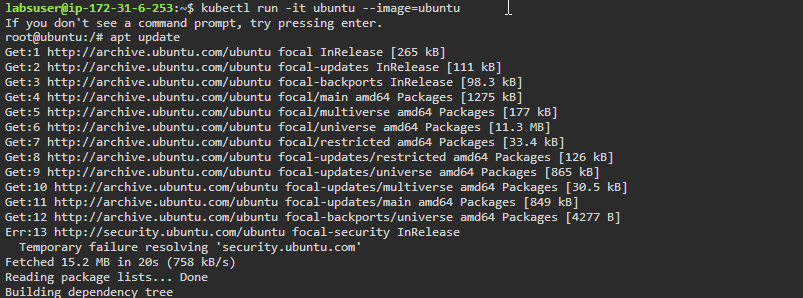 labsuser@ip-172-31-6-253:~$ kubectl run -it ubuntu --image=ubuntu
If you don't see a command prompt, try pressing enter.
root@ubuntu:/# apt update
Get:1 http://archive.ubuntu.com/ubuntu focal InRelease [265 kB]
Get:2 http://archive.ubuntu.com/ubuntu focal-updates InRelease [111 kB]
Get:3 http://archive.ubuntu.com/ubuntu focal-backports InRelease [98.3 kB]
Get:4 http://archive.ubuntu.com/ubuntu focal/main amd64 Packages [1275 kB]
Get:5 http://archive.ubuntu.com/ubuntu focal/multiverse amd64 Packages [177 kB]
Get:6 http://archive.ubuntu.com/ubuntu focal/universe amd64 Packages [11.3 MB]
Get:7 http://archive.ubuntu.com/ubuntu focal/restricted amd64 Packages [33.4 kB]
Get:8 http://archive.ubuntu.com/ubuntu focal-updates/restricted amd64 Packages [126 kB]
Get:9 http://archive.ubuntu.com/ubuntu focal-updates/universe amd64 Packages [865 kB]
Get:10 http://archive.ubuntu.com/ubuntu focal-updates/multiverse amd64 Packages [30.5 kB]
Get:11 http://archive.ubuntu.com/ubuntu focal-updates/main amd64 Packages [849 kB]
Get:12 http://archive.ubuntu.com/ubuntu focal-backports/universe amd64 Packages [4277 B]
Err:13 http://security.ubuntu.com/ubuntu focal-security InRelease
  Temporary failure resolving 'security.ubuntu.com'
Fetched 15.2 MB in 20s (758 kB/s)
Reading package lists... Done
Building dependency tree